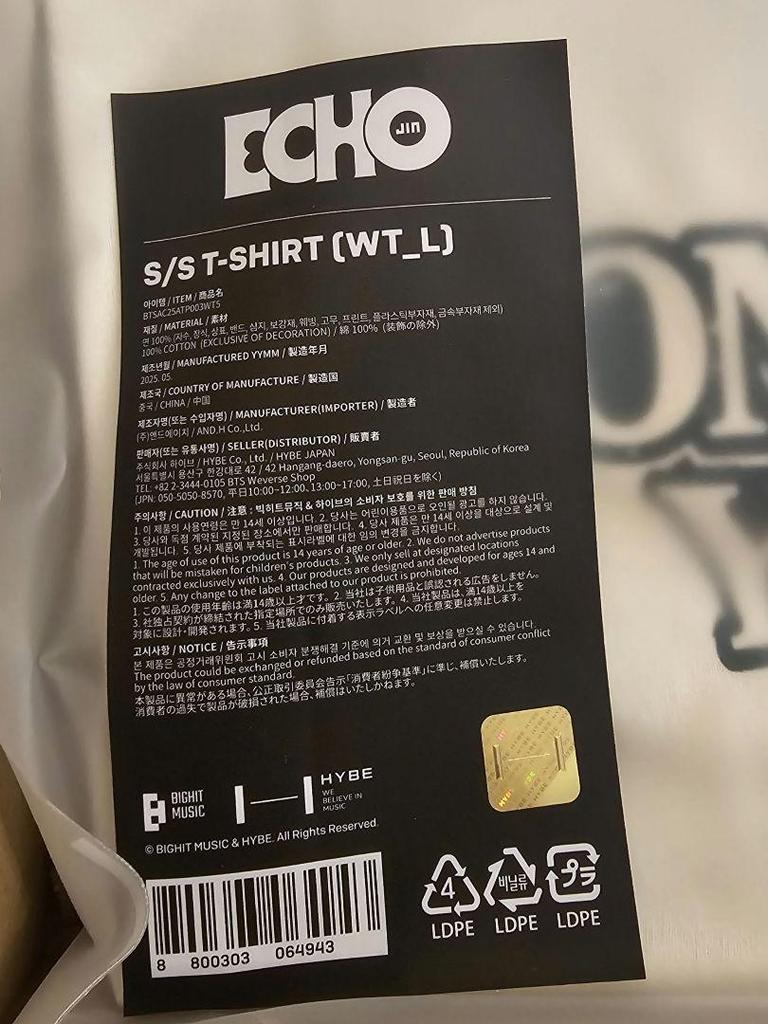 ECHO
JIN
S/S T-SHIRT (WT_L)
아이템 / ITEM / 商品名
BTSAC25ATP003WT5
재질 / MATERIAL / 素材
면 100% (자수, 장식, 상표, 밴드, 심지, 보강재, 웨빙, 고무, 프린트, 플라스틱부자재, 금속부자재 제외)
100% COTTON (EXCLUSIVE OF DECORATION) / 綿 100% (装飾の除外)
제조년월 / MANUFACTURED YYMM / 製造年月
2025. 05.
제조국 / COUNTRY OF MANUFACTURE / 製造国
중국 / CHINA / 中国
제조자명(또는 수입자명) / MANUFACTURER(IMPORTER) / 製造者
(주)앤드에이치 / AND.H Co.,Ltd.
판매자(또는 유통사명) / SELLER(DISTRIBUTOR) / 販売者
주식회사 하이브 / HYBE Co., Ltd. / HYBE JAPAN
서울특별시 용산구 한강대로 42 / 42 Hangang-daero, Yongsan-gu, Seoul, Republic of Korea
TEL: +82 2-3444-0105 BTS Weverse Shop
(JPN: 050-5050-8570, 平日10:00~12:00、13:00~17:00, 土日祝日を除く)
주의사항 / CAUTION / 注意 : 빅히트뮤직 & 하이브의 소비자 보호를 위한 판매 방침
1. 이 제품의 사용연령은 만 14세 이상입니다. 2. 당사는 어린이용품으로 오인될 광고를 하지 않습니다.
3. 당사와 독점 계약된 지정된 장소에서만 판매합니다. 4. 당사 제품은 만 14세 이상을 대상으로 설계 및
개발됩니다. 5. 당사 제품에 부착되는 표시라벨에 대한 임의 변경을 금지합니다.
1. The age of use of this product is 14 years of age or older. 2. We do not advertise products
that will be mistaken for children's products. 3. We only sell at designated locations
contracted exclusively with us. 4. Our products are designed and developed for ages 14 and
older. 5. Any change to the label attached to our product is prohibited.
1. この製品の使用年齢は満14歳以上才です。2. 当社は子供用品と誤認される広告をしません。
3. 社独占契約が締結された指定場所でのみ販売いたします。4. 当社製品は、満14歳以上を
対象に設計・開発されます。5. 当社製品に付着する表示ラベルへの任意変更は禁止します。
고시사항 / NOTICE / 告示事項
본 제품은 공정거래위원회 고시 소비자 분쟁해결 기준에 의거 교환 및 보상을 받으실 수 있습니다.
The product could be exchanged or refunded based on the standard of consumer conflict
by the law of consumer standard.
本製品に異常がある場合、公正取引委員会告示「消費者紛争基準」に準じ、補償いたします。
消費者の過失で製品が破損された場合、補償はいたしかねます。
BIGHIT
MUSIC
HYBE
WE
BELIEVE IN
MUSIC
© BIGHIT MUSIC & HYBE. All Rights Reserved.
8 800303 064943
4
LDPE
비닐류
LDPE
プラ
LDPE
HYBE
ON
Y